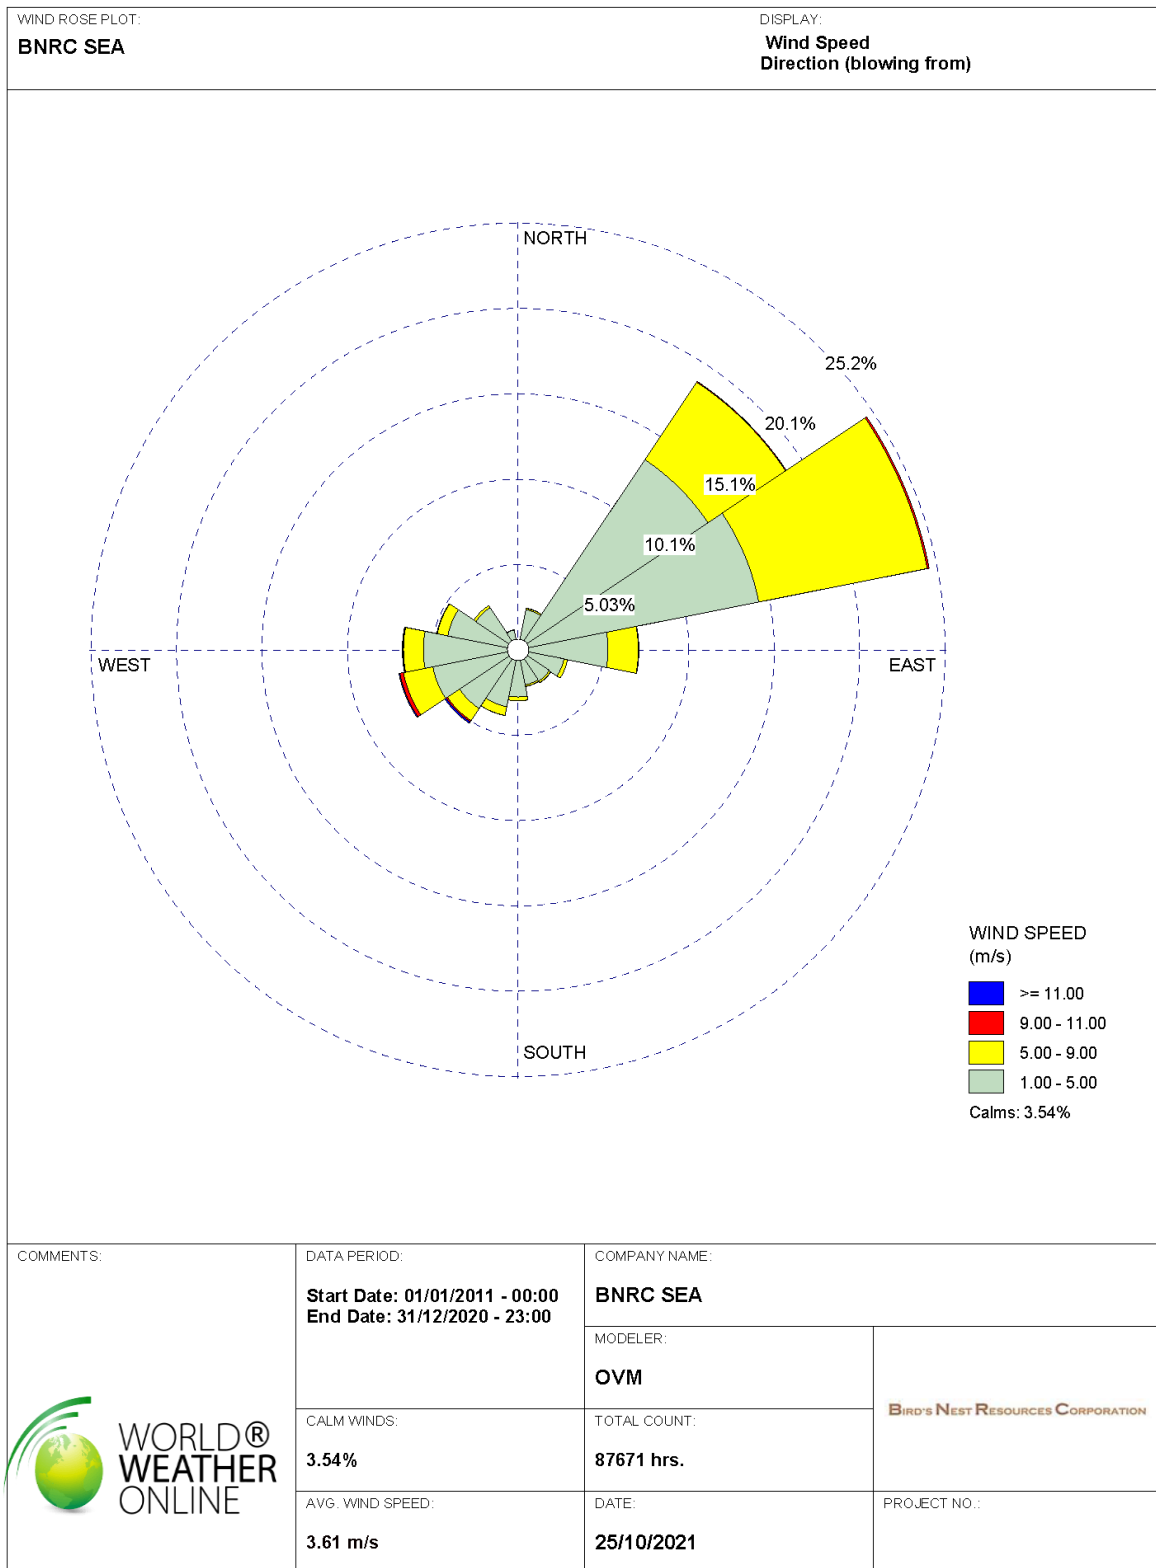 WIND ROSE PLOT:
BNRC SEA
DISPLAY:
Wind Speed
Direction (blowing from)
NORTH
25.2%
20.1%
15.1%
10.1%
5.03%
WEST
EAST
SOUTH
WIND SPEED
(m/s)
>= 11.00
9.00 - 11.00
5.00 - 9.00
1.00 - 5.00
Calms: 3.54%
COMMENTS:
DATA PERIOD:
Start Date: 01/01/2011 - 00:00
End Date: 31/12/2020 - 23:00
COMPANY NAME:
BNRC SEA
MODELER:
OVM
CALM WINDS:
3.54%
TOTAL COUNT:
87671 hrs.
BIRD'S NEST RESOURCES CORPORATION
WORLD®
WEATHER
ONLINE
AVG. WIND SPEED:
3.61 m/s
DATE:
25/10/2021
PROJECT NO.: